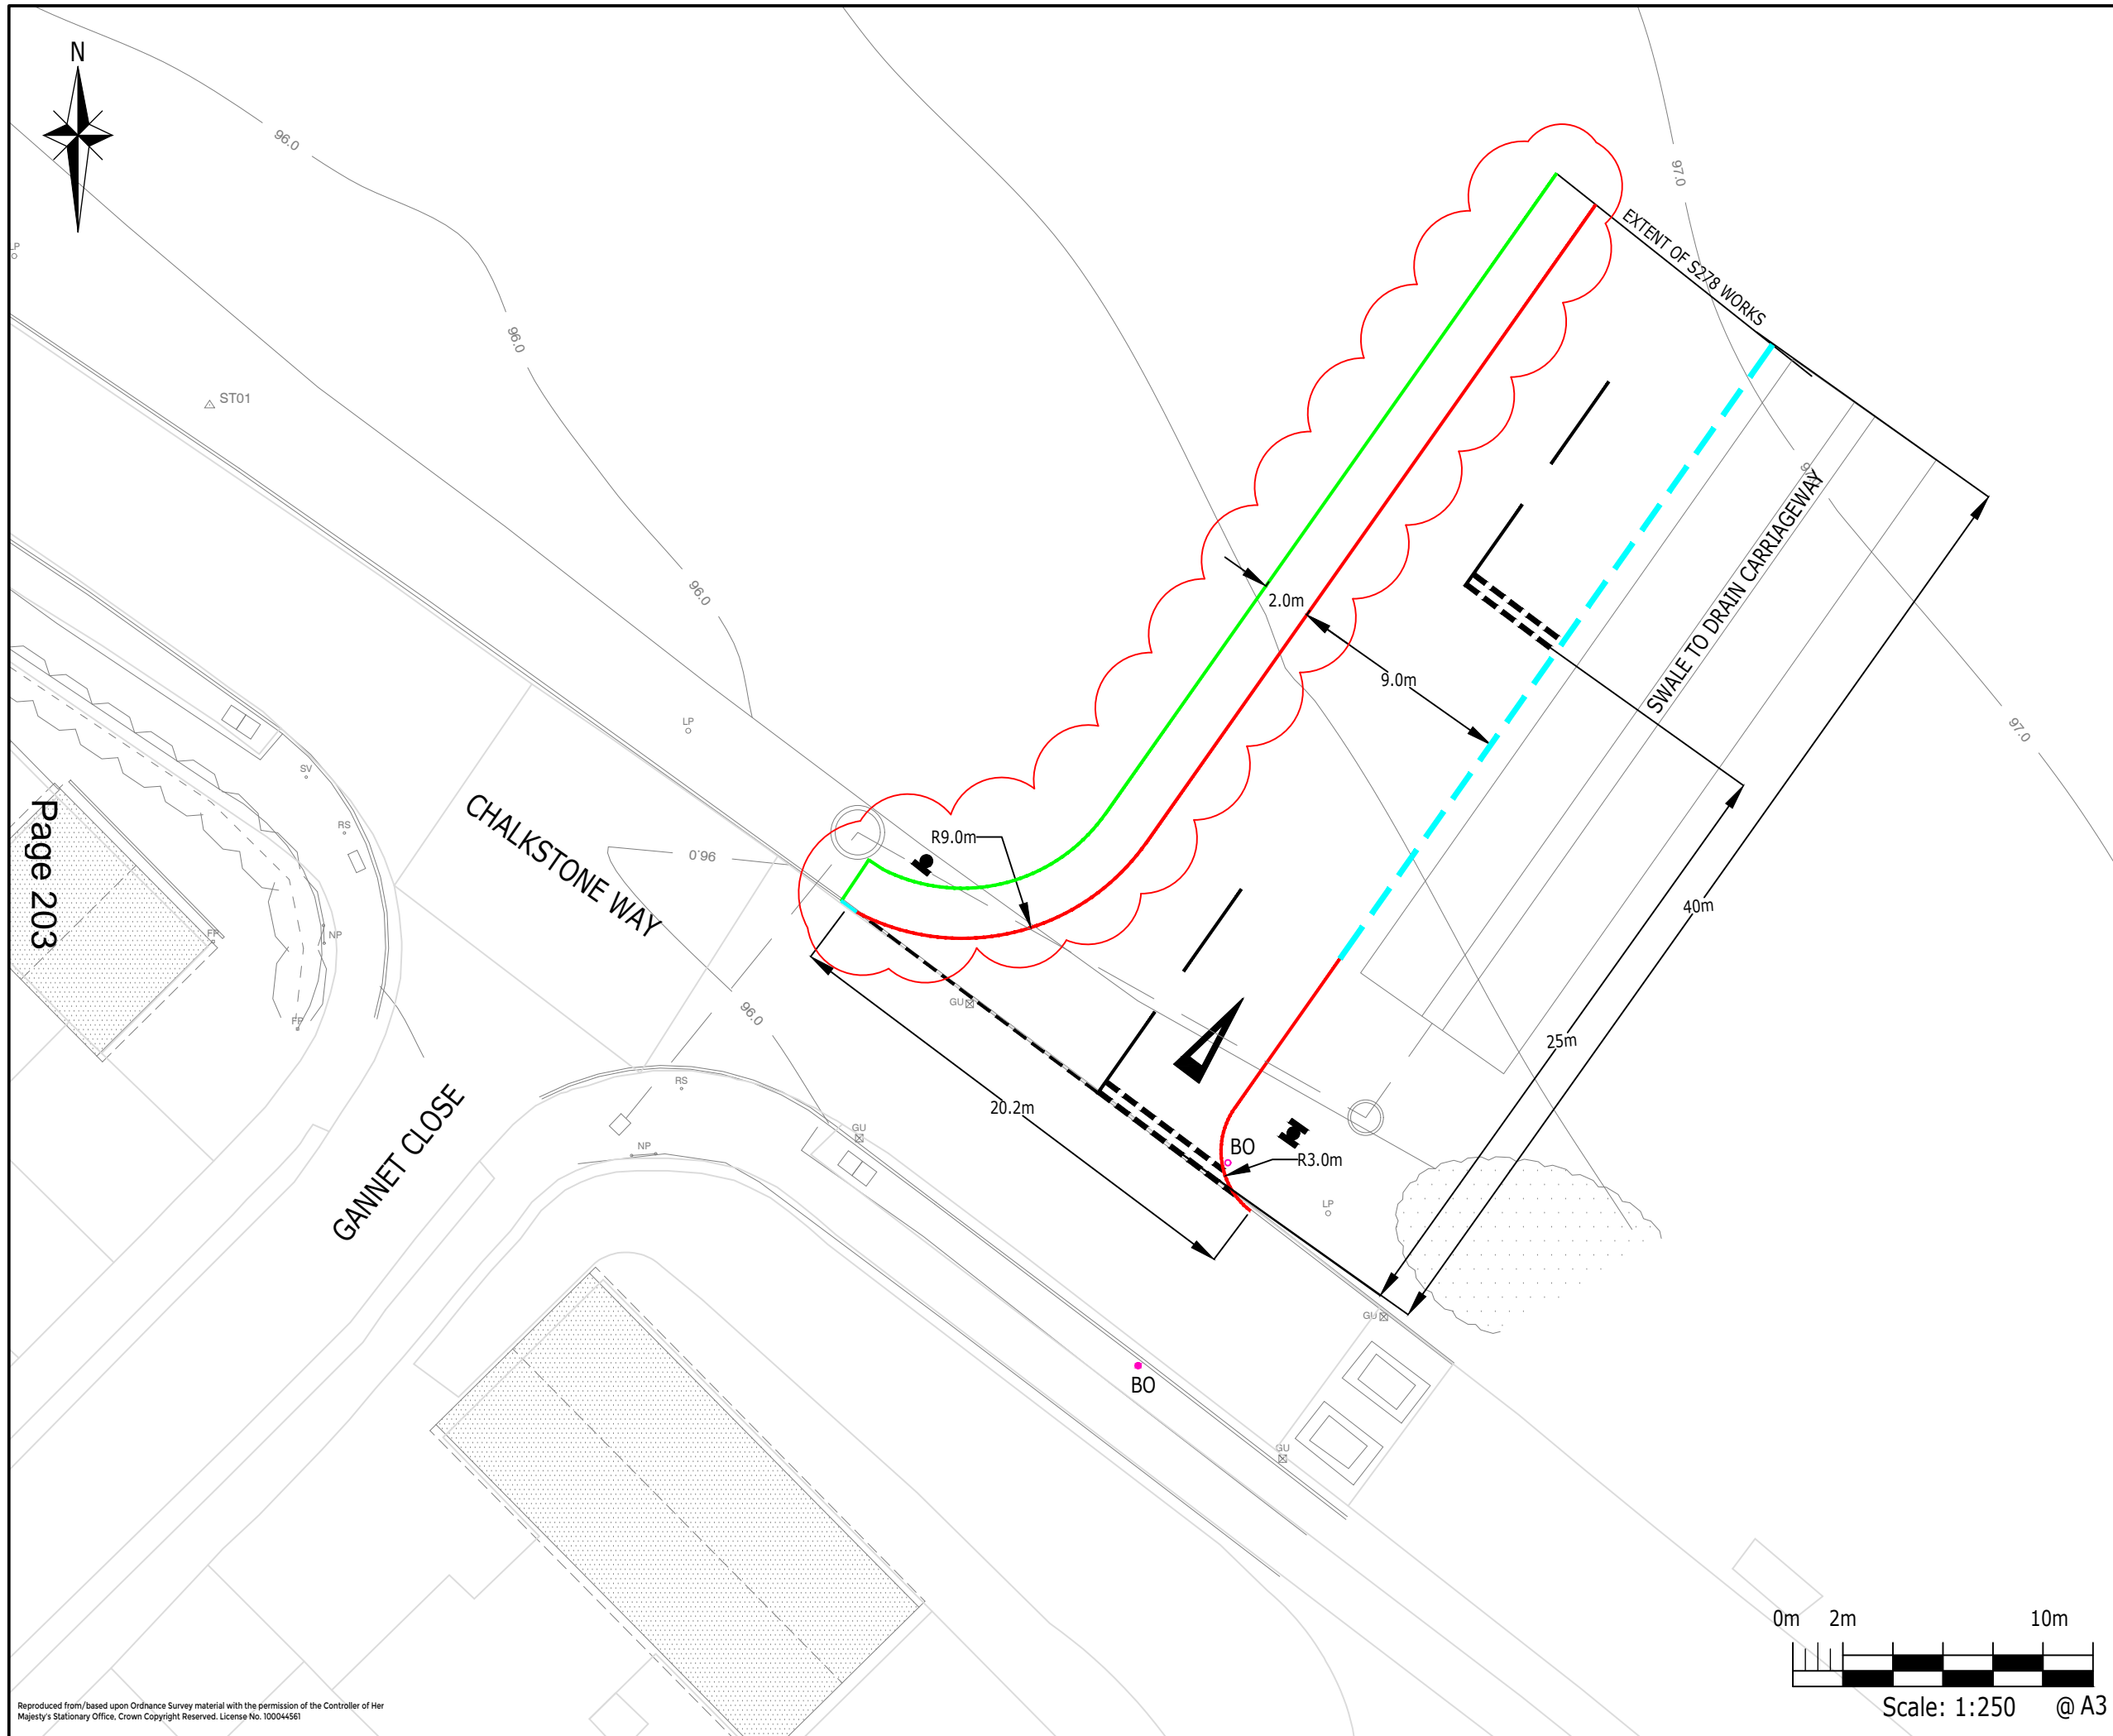 N
96.0
97.0
EXTENT OF S278 WORKS
LP
96.0
ST01
97.0
SWALE TO DRAIN CARRIAGEWAY
96.0
2.0m
9.0m
LP
97.0
SV
CHALKSTONE WAY
RS
Page 203
96.0
R9.0m
40m
FP
NP
GU
96.0
FP
25m
RS
GANNET CLOSE
20.2m
GU
NP
BO
R3.0m
LP
GU
BO
GU
0m 2m 10m
Scale: 1:250 @ A3
Reproduced from/based upon Ordnance Survey material with the permission of the Controller of Her
Majesty's Stationary Office, Crown Copyright Reserved. License No. 100044561